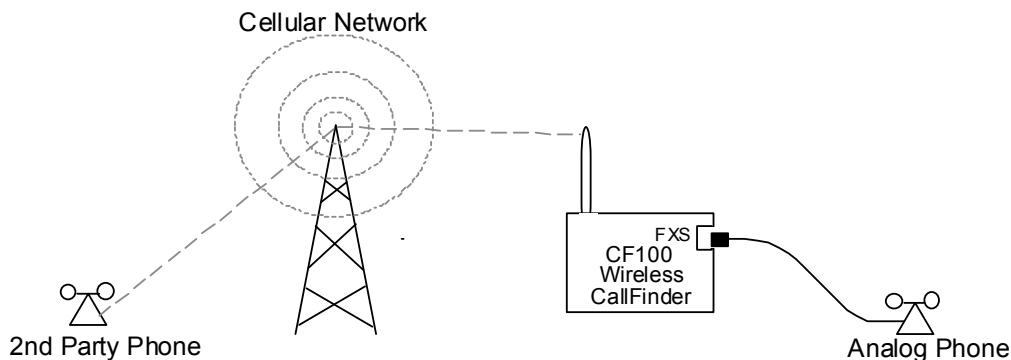 Cellular Network
FXS
CF100
Wireless
CallFinder
2nd Party Phone
Analog Phone